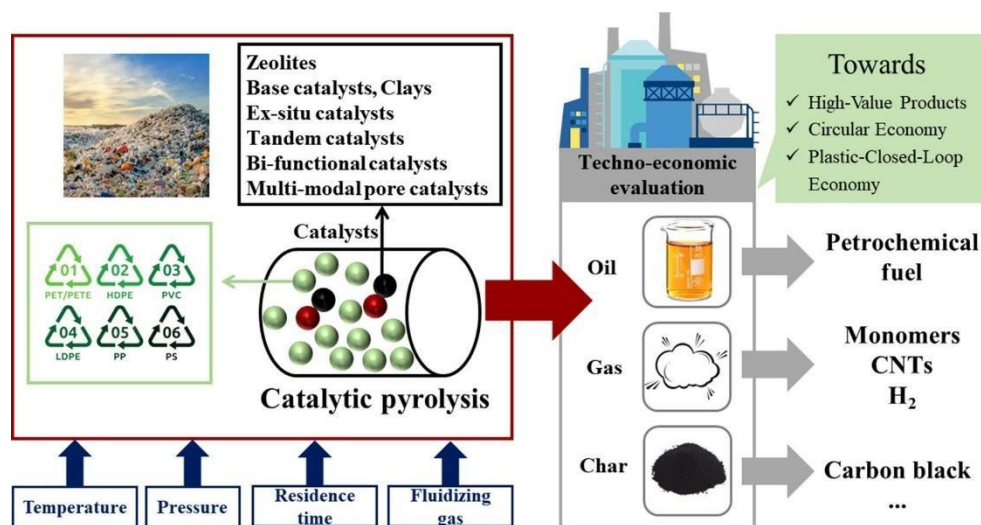 Zeolites
Base catalysts, Clays
Ex-situ catalysts
Tandem catalysts
Bi-functional catalysts
Multi-modal pore catalysts
Catalysts
01
PET/PETE
02
HDPE
03
PVC
04
LDPE
05
PP
06
PS
Catalytic pyrolysis
Temperature
Pressure
Residence
time
Fluidizing
gas
Techno-economic
evaluation
Towards
✓ High-Value Products
✓ Circular Economy
✓ Plastic-Closed-Loop
Economy
Oil
Petrochemical
fuel
Gas
Monomers
CNTs
H₂
Char
Carbon black
...